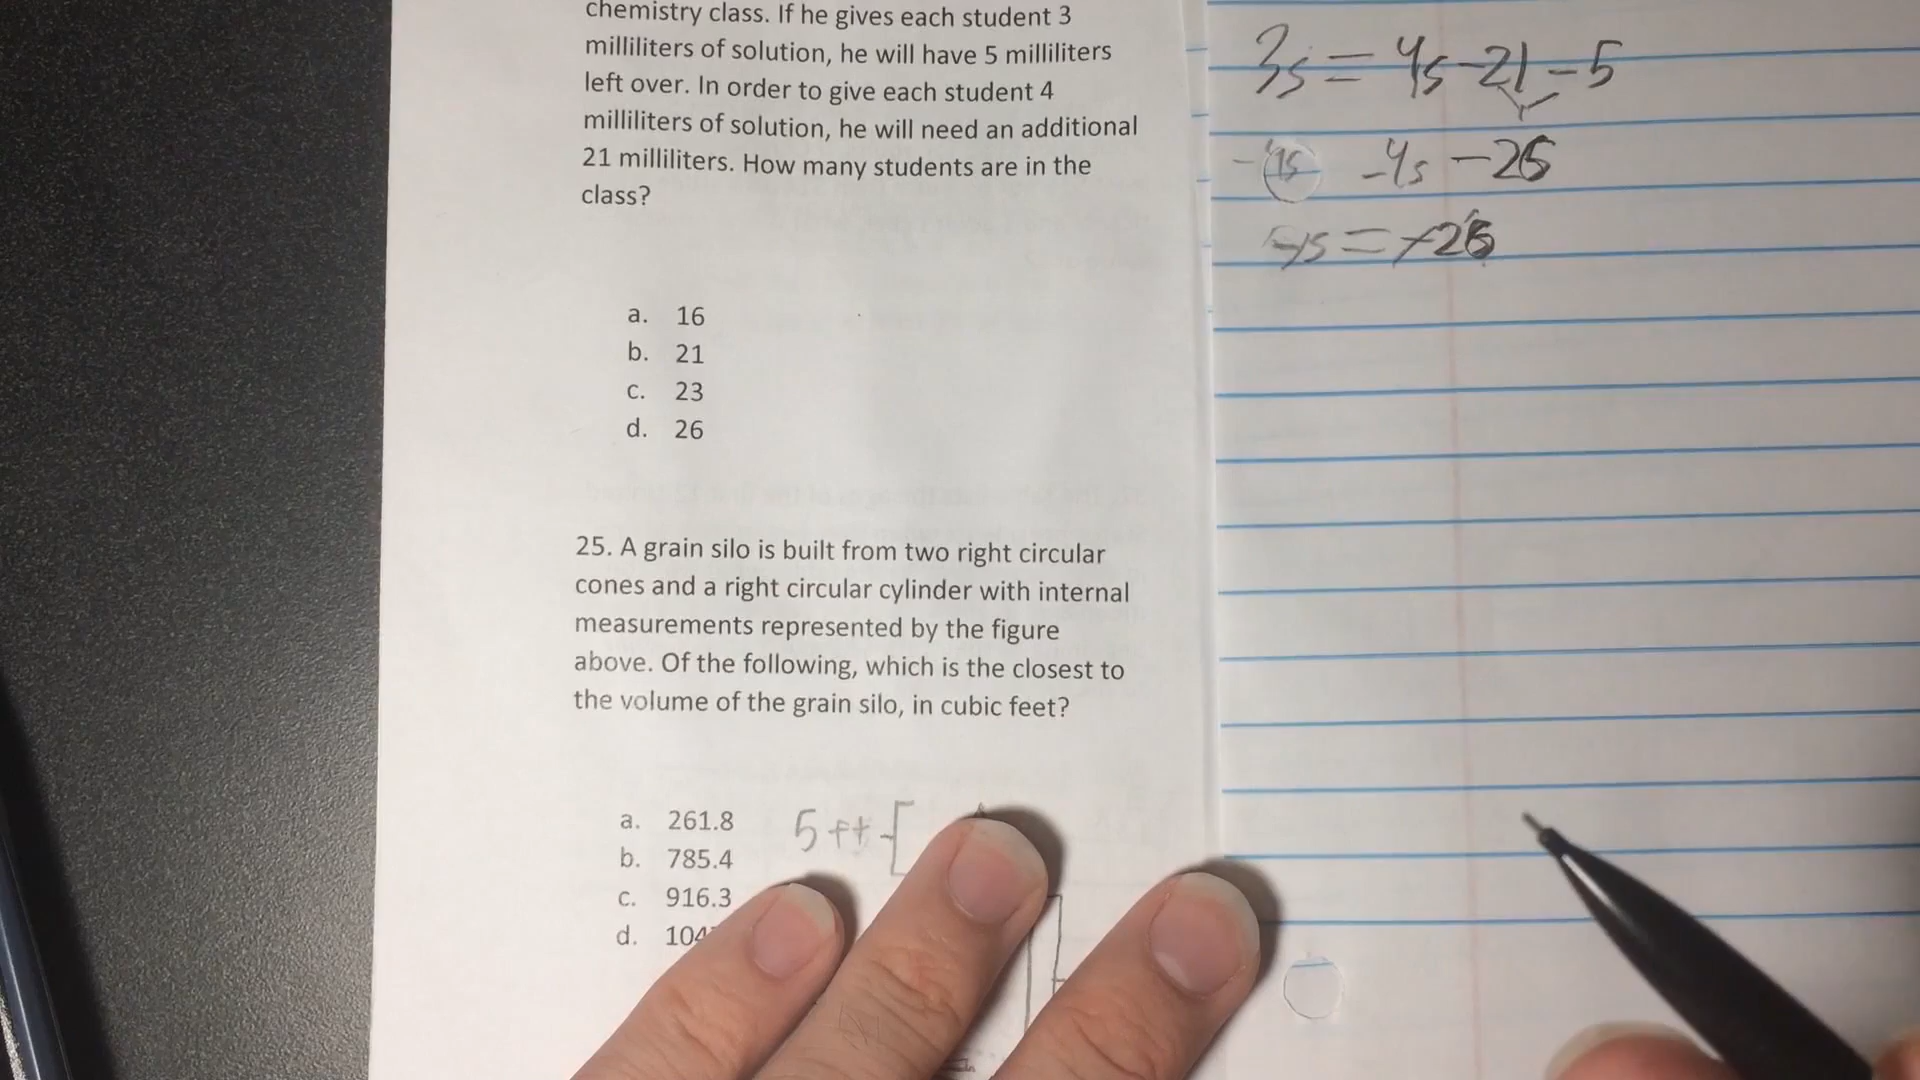 chemistry class. If he gives each student 3
milliliters of solution, he will have 5 milliliters
left over. In order to give each student 4
milliliters of solution, he will need an additional
21 milliliters. How many students are in the
class?
a. 16
b. 21
c. 23
d. 26
25. A grain silo is built from two right circular
cones and a right circular cylinder with internal
measurements represented by the figure
above. Of the following, which is the closest to
the volume of the grain silo, in cubic feet?
a. 261.8
b. 785.4
c. 916.3
d. 104
5 ft
3s = 4s - 21 - 5
-4s -4s -26
-1s = -26